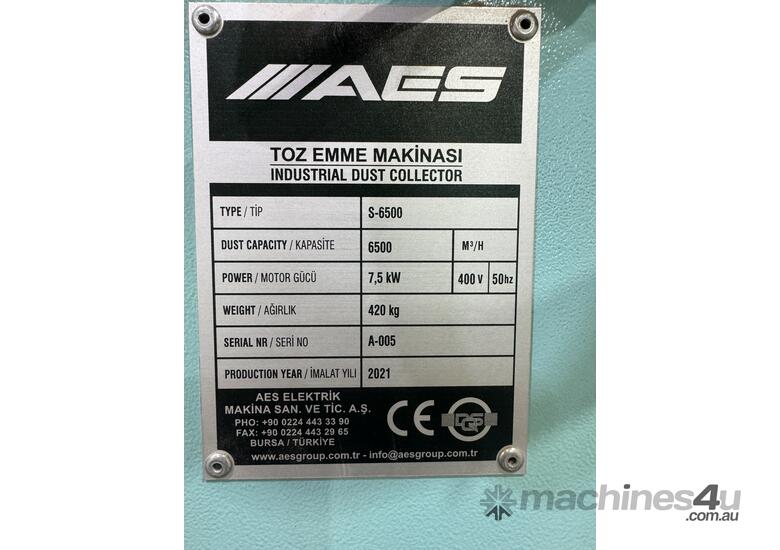 AES
TOZ EMME MAKİNASI
INDUSTRIAL DUST COLLECTOR
TYPE / TİP S-6500
DUST CAPACITY / KAPASİTE 6500 M³/H
POWER / MOTOR GÜCÜ 7,5 kW 400 V 50hz
WEIGHT / AĞIRLIK 420 kg
SERIAL NR / SERİ NO A-005
PRODUCTION YEAR / İMALAT YILI 2021
AES ELEKTRİK
MAKİNA SAN. VE TİC. A.Ş.
PHO: +90 0224 443 33 90
FAX: +90 0224 443 29 65
BURSA / TÜRKİYE
www.aesgroup.com.tr - info@aesgroup.com.tr
CE
machines4u
.com.au